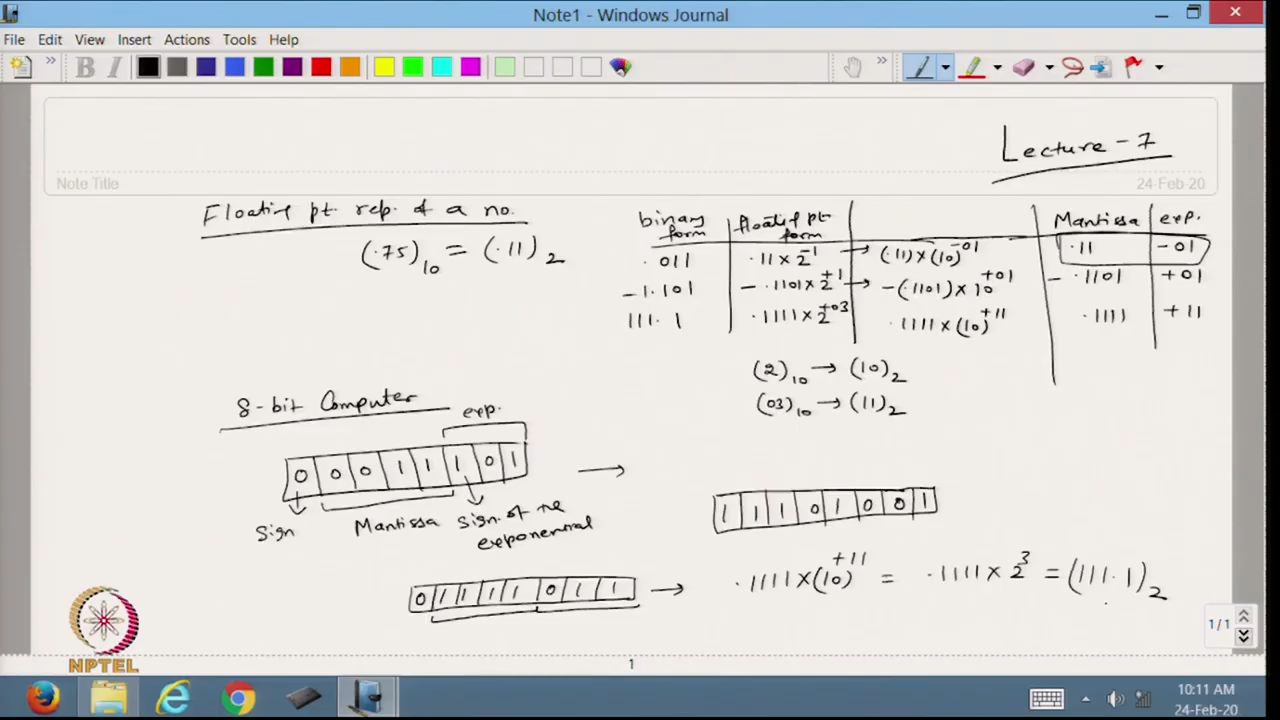 Note1 - Windows Journal
File Edit View Insert Actions Tools Help
Lecture - 7
Note Title
24-Feb-20
Floating pt. rep. of a no.
(.75)10 = (.11)2
binary form | floating pt form | | Mantissa | exp.
.011 | .11 × 2^-1 → | (.11) × (10)^-01 | .11 | -01
-1.101 | -.1101 × 2^+1 → | -(.1101) × 10^+01 | -.1101 | +01
111.1 | .1111 × 2^+03 | .1111 × (10)^+11 | .1111 | +11
(2)10 → (10)2
(03)10 → (11)2
8-bit Computer
exp.
0 0 0 1 1 1 0 1 →
Sign Mantissa Sign of the exponennal
1 1 1 0 1 0 0 1
0 1 1 1 1 0 1 1 → .1111 × (10)^+11 = .1111 × 2^3 = (111.1)2
NPTEL
1
1/1
10:11 AM
24-Feb-20